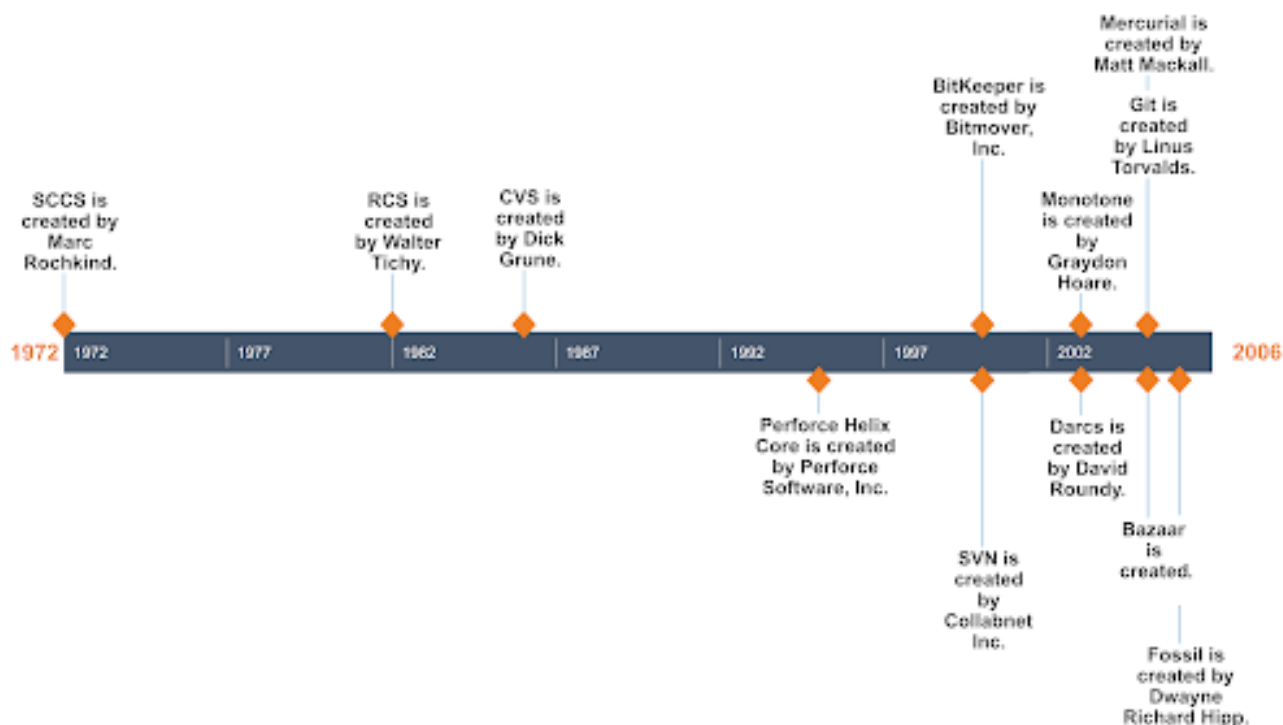 Mercurial is
created by
Matt Mackall.
BitKeeper is
created by
Bitmover,
Inc.
Git is
created
by Linus
Torvalds.
SCCS is
created by
Marc
Rochkind.
RCS is
created
by Walter
Tichy.
CVS is
created
by Dick
Grune.
Monotone
is created
by
Graydon
Hoare.
1972
1972
1977
1982
1987
1992
1997
2002
2006
Perforce Helix
Core is created
by Perforce
Software, Inc.
Darcs is
created
by David
Roundy.
SVN is
created
by
Collabnet
Inc.
Bazaar
is
created.
Fossil is
created by
Dwayne
Richard Hipp.